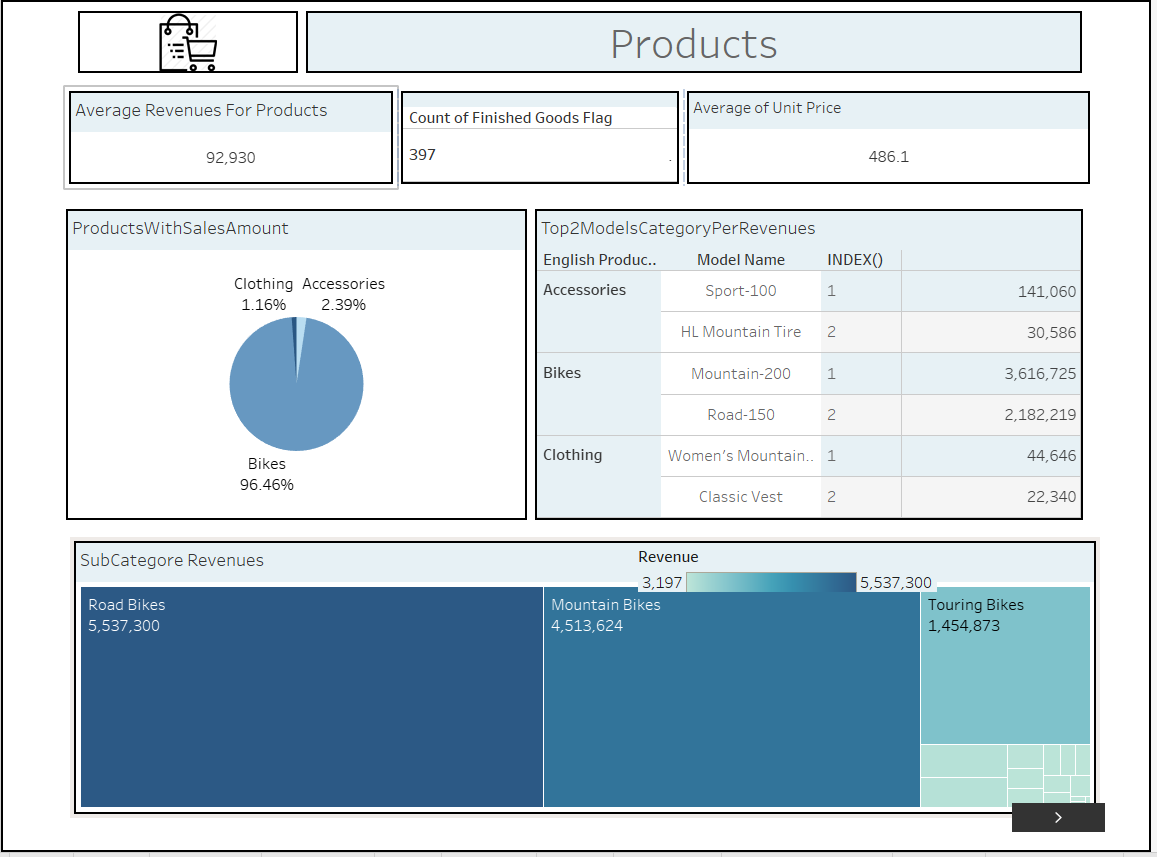 Products
Average Revenues For Products
92,930
Count of Finished Goods Flag
397
.
Average of Unit Price
486.1
ProductsWithSalesAmount
Clothing Accessories
1.16% 2.39%
Bikes
96.46%
Top2ModelsCategoryPerRevenues
English Produc.. Model Name INDEX()
Accessories Sport-100 1 141,060
HL Mountain Tire 2 30,586
Bikes Mountain-200 1 3,616,725
Road-150 2 2,182,219
Clothing Women's Mountain.. 1 44,646
Classic Vest 2 22,340
SubCategore Revenues
Revenue
3,197 5,537,300
Road Bikes
5,537,300
Mountain Bikes
4,513,624
Touring Bikes
1,454,873